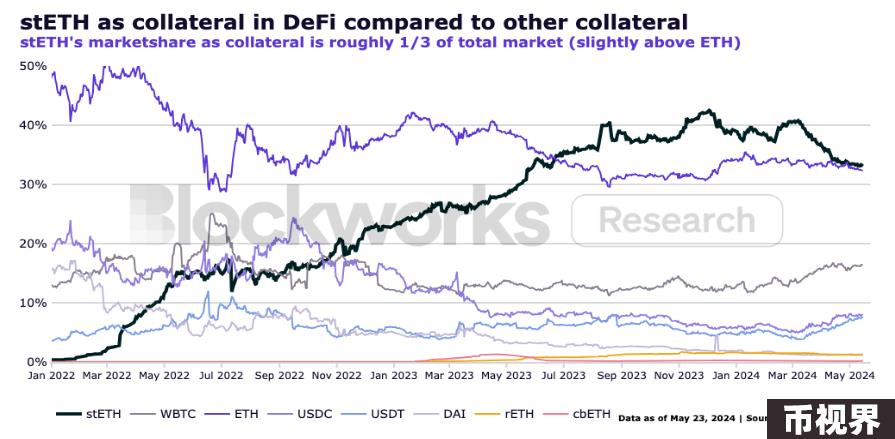 stETH as collateral in DeFi compared to other collateral
stETH's marketshare as collateral is roughly 1/3 of total market (slightly above ETH)
50%
40%
30%
20%
10%
0%
Blockworks Research
Jan 2022 Mar 2022 May 2022 Jul 2022 Sep 2022 Nov 2022 Jan 2023 Mar 2023 May 2023 Jul 2023 Sep 2023 Nov 2023 Jan 2024 Mar 2024 May 2024
stETH WBTC ETH USDC USDT DAI rETH cbETH Data as of May 23, 2024 |
币视界